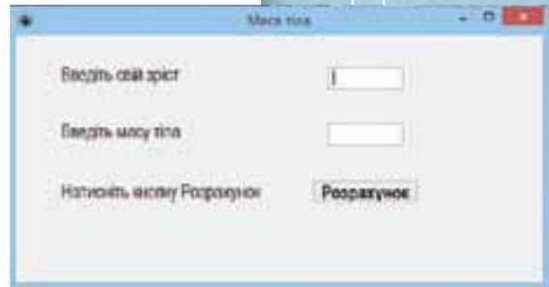 Маса тіла
Введіть свій зріст
Введіть масу тіла
Натисніть кнопку Розрахунок
Розрахунок